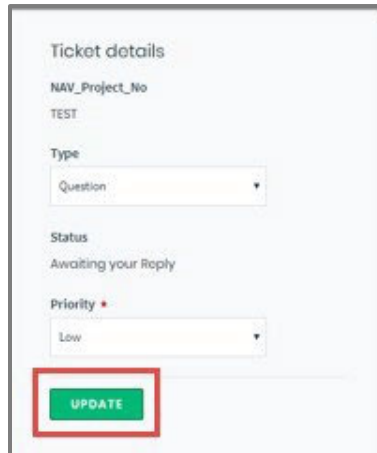 Ticket details
NAV_Project_No
TEST
Type
Question
Status
Awaiting your Reply
Priority •
Low
UPDATE